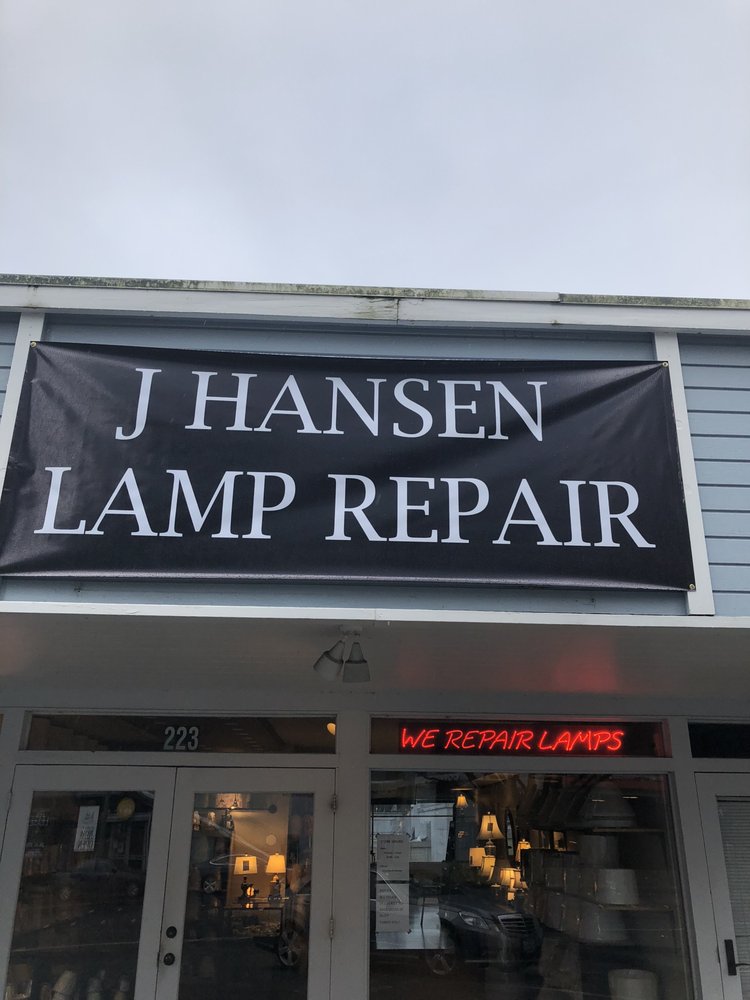 J HANSEN
LAMP REPAIR
223
WE REPAIR LAMPS